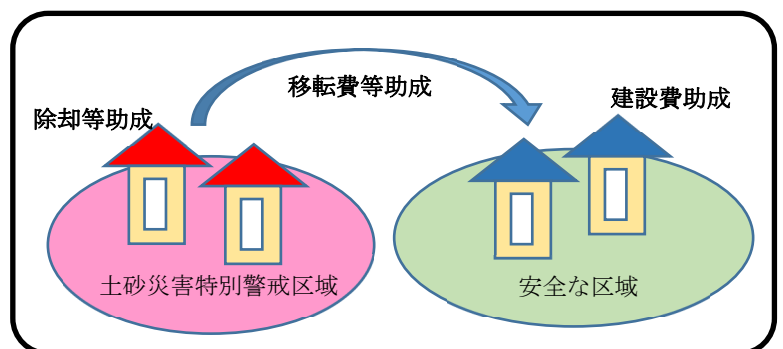 移転費等助成
建設費助成
除却等助成
土砂災害特別警戒区域
安全な区域